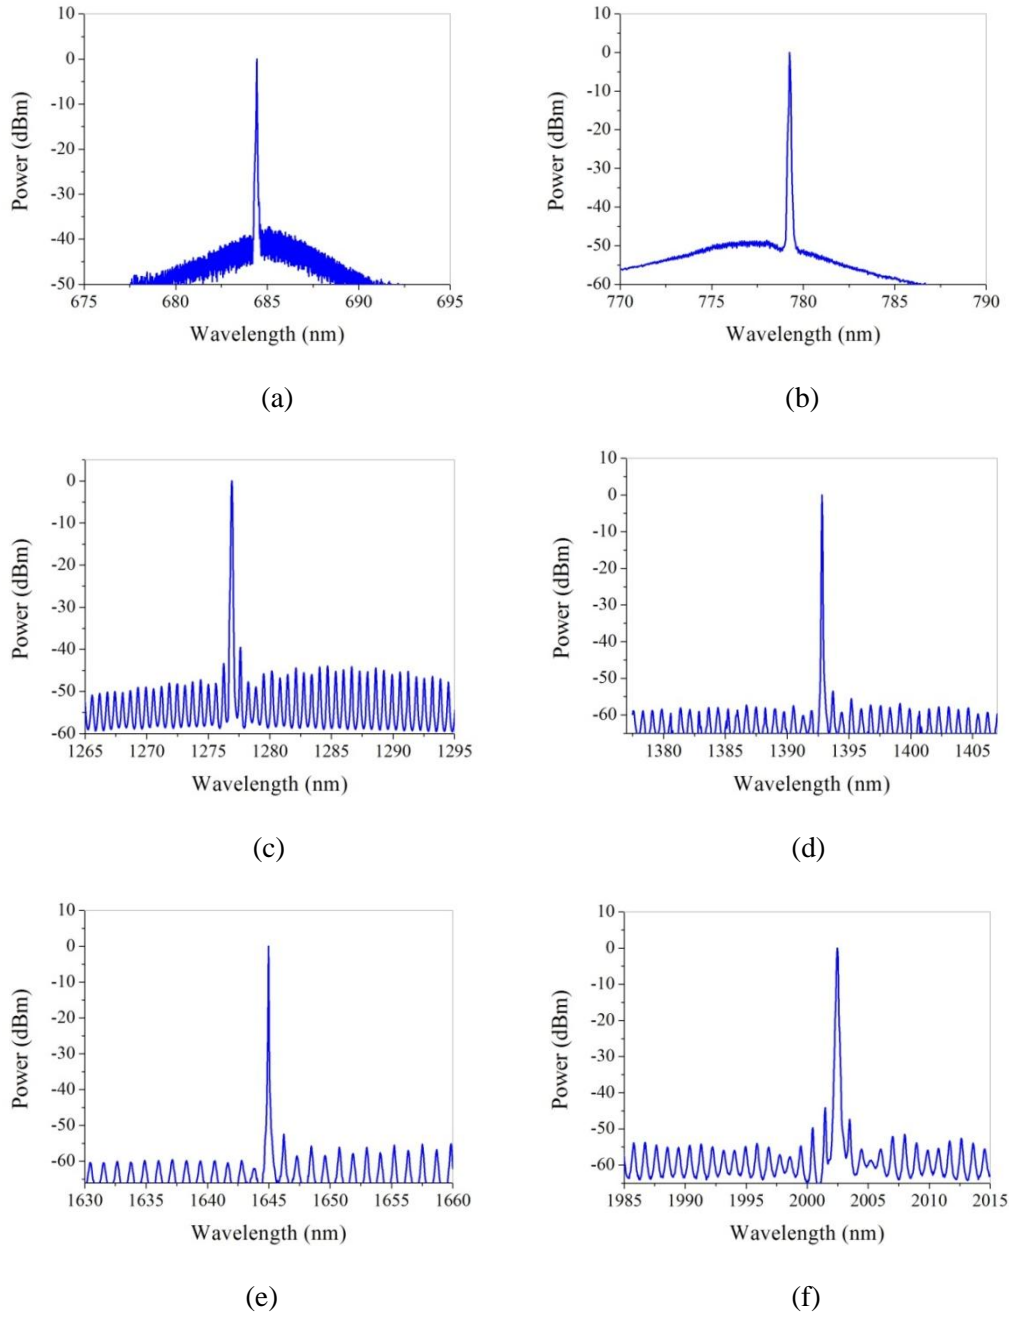 10
0
-10
-20
-30
-40
-50
675 680 685 690 695
Power (dBm)
Wavelength (nm)
(a)
10
0
-10
-20
-30
-40
-50
-60
770 775 780 785 790
Power (dBm)
Wavelength (nm)
(b)
0
-10
-20
-30
-40
-50
-60
1265 1270 1275 1280 1285 1290 1295
Power (dBm)
Wavelength (nm)
(c)
10
0
-10
-20
-30
-40
-50
-60
1380 1385 1390 1395 1400 1405
Power (dBm)
Wavelength (nm)
(d)
10
0
-10
-20
-30
-40
-50
-60
1630 1635 1640 1645 1650 1655 1660
Power (dBm)
Wavelength (nm)
(e)
10
0
-10
-20
-30
-40
-50
-60
1985 1990 1995 2000 2005 2010 2015
Power (dBm)
Wavelength (nm)
(f)